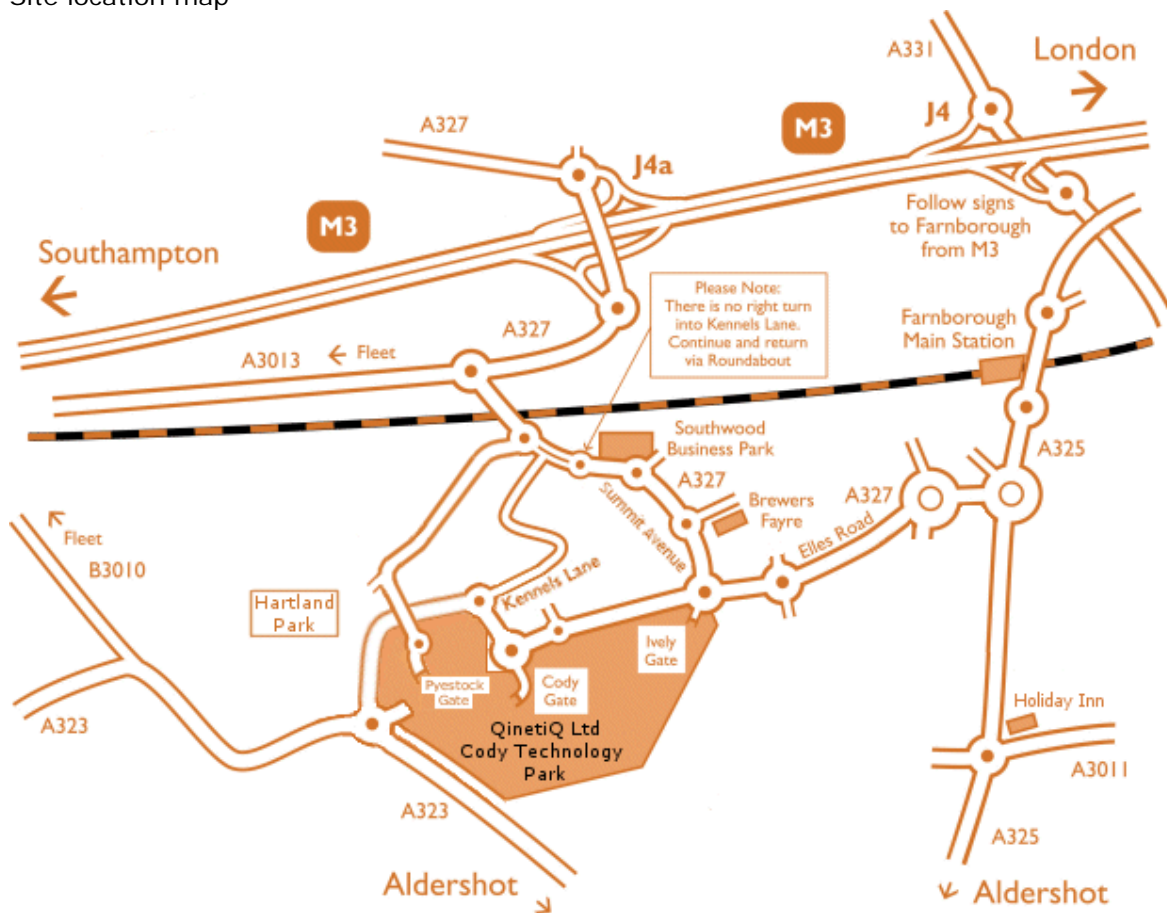 Site location map
A331
London
A327
M3
J4
J4a
M3
Follow signs
to Farnborough
from M3
Southampton
Please Note:
There is no right turn
into Kennels Lane.
Continue and return
via Roundabout
A327
Fleet
A3013
Farnborough
Main Station
Southwood
Business Park
A325
A327
A327
Brewers
Fayre
Summit Avenue
Elles Road
Fleet
B3010
Kennels Lane
Hartland
Park
Ively
Gate
Pyestock
Gate
Cody
Gate
Holiday Inn
A323
QinetiQ Ltd
Cody Technology
Park
A3011
A323
A325
Aldershot
Aldershot